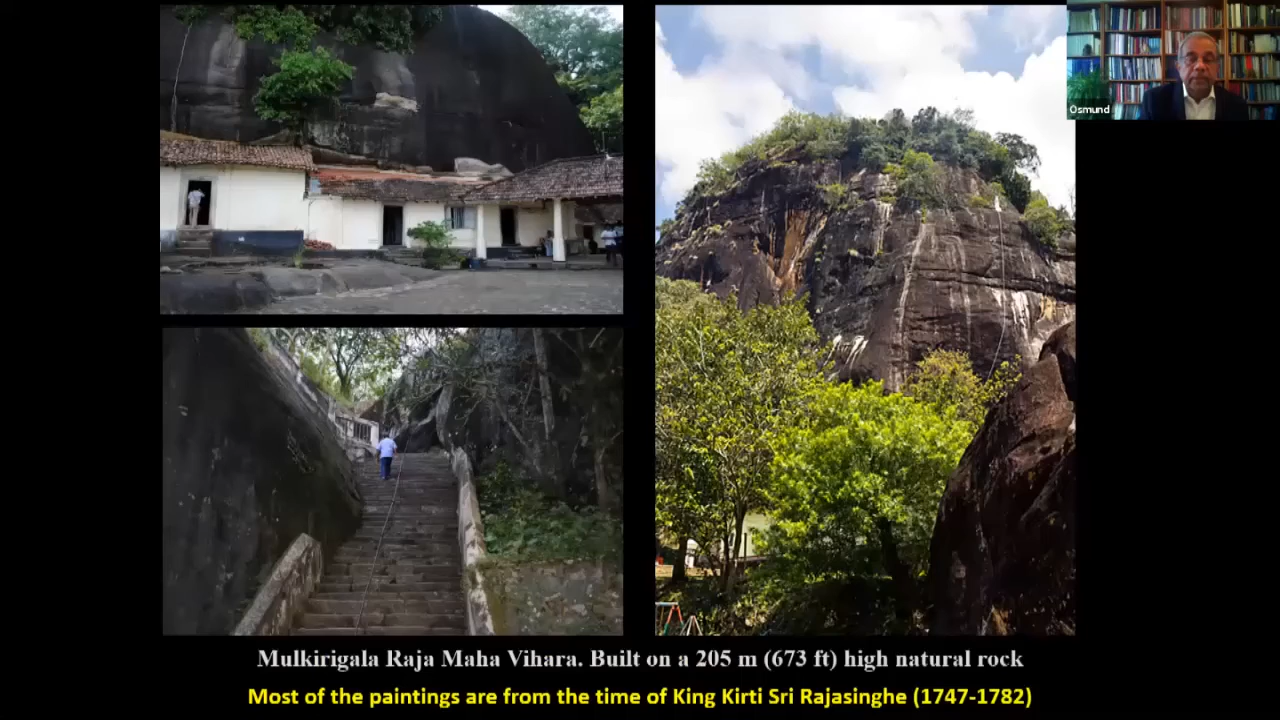 Osmund
Mulkirigala Raja Maha Vihara. Built on a 205 m (673 ft) high natural rock
Most of the paintings are from the time of King Kirti Sri Rajasinghe (1747-1782)